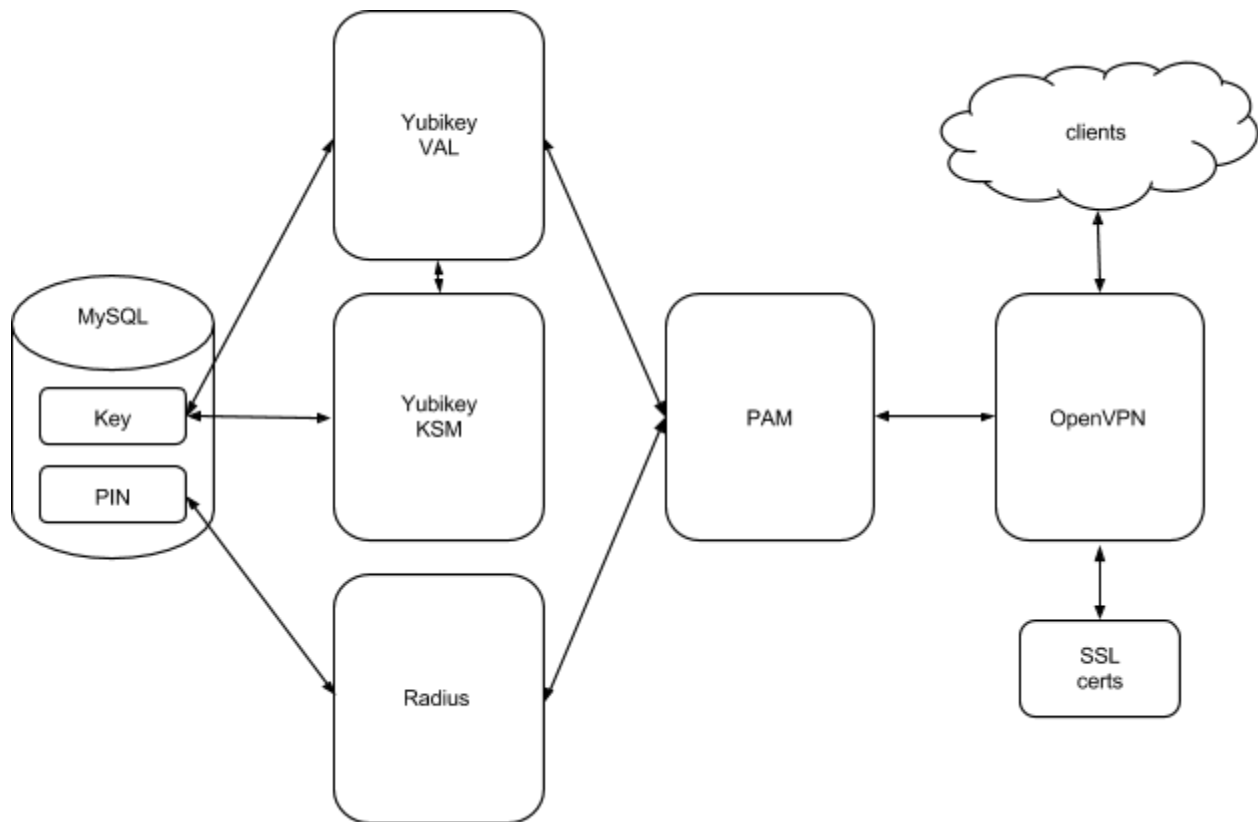 Yubikey
VAL
clients
MySQL
Key
PIN
Yubikey
KSM
PAM
OpenVPN
Radius
SSL
certs